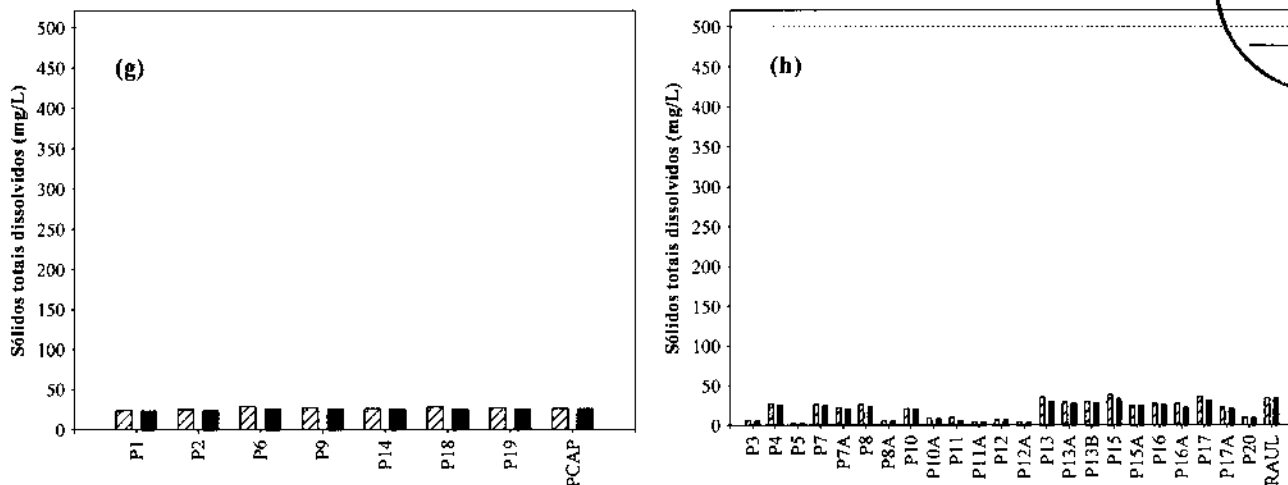 Sólidos totais dissolvidos (mg/L)
500
450
400
350
300
250
200
150
100
50
0
(g)
P1
P2
P6
P9
P14
P18
P19
PCAP
Sólidos totais dissolvidos (mg/L)
500
450
400
350
300
250
200
150
100
50
0
(h)
P3
P4
P5
P7
P7A
P8
P8A
P10
P10A
P11
P11A
P12
P12A
P13
P13A
P13B
P15
P15A
P16
P16A
P17
P17A
P20
RAUL